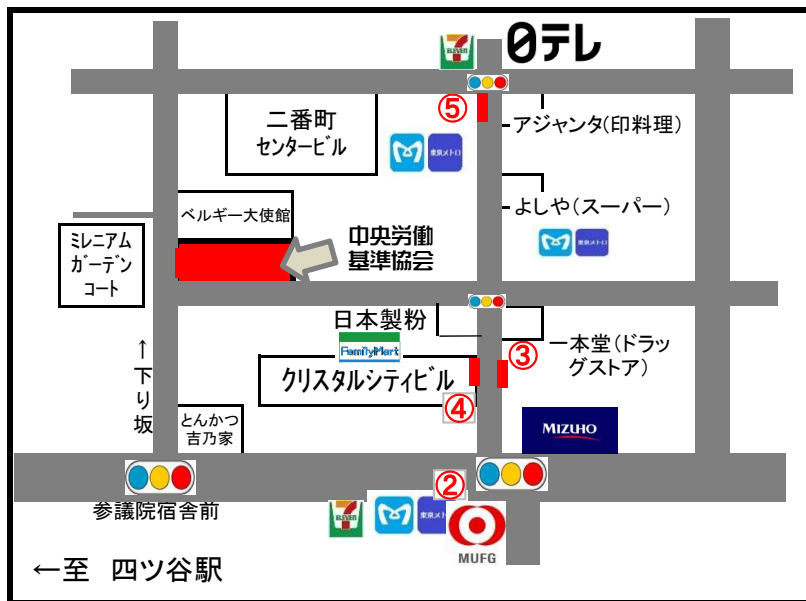 日テレ
ELEVEN
⑤
アジャンタ(印料理)
二番町
センタービル
東京メトロ
よしや(スーパー)
ベルギー大使館
東京メトロ
ミレニアム
ガーデン
コート
中央労働
基準協会
日本製粉
FamilyMart
③
一本堂(ドラッ
グストア)
↑下り坂
クリスタルシティビル
④
とんかつ
吉乃家
MIZUHO
②
参議院宿舎前
ELEVEN
東京メト
MUFG
←至 四ツ谷駅